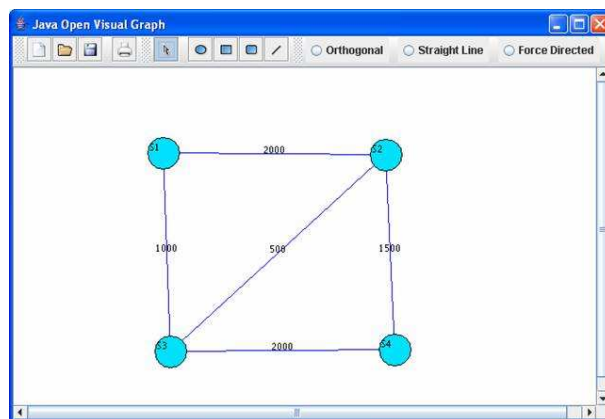 Java Open Visual Graph
Orthogonal Straight Line Force Directed
S1
2000
S2
1000
500
1500
S3
2000
S4